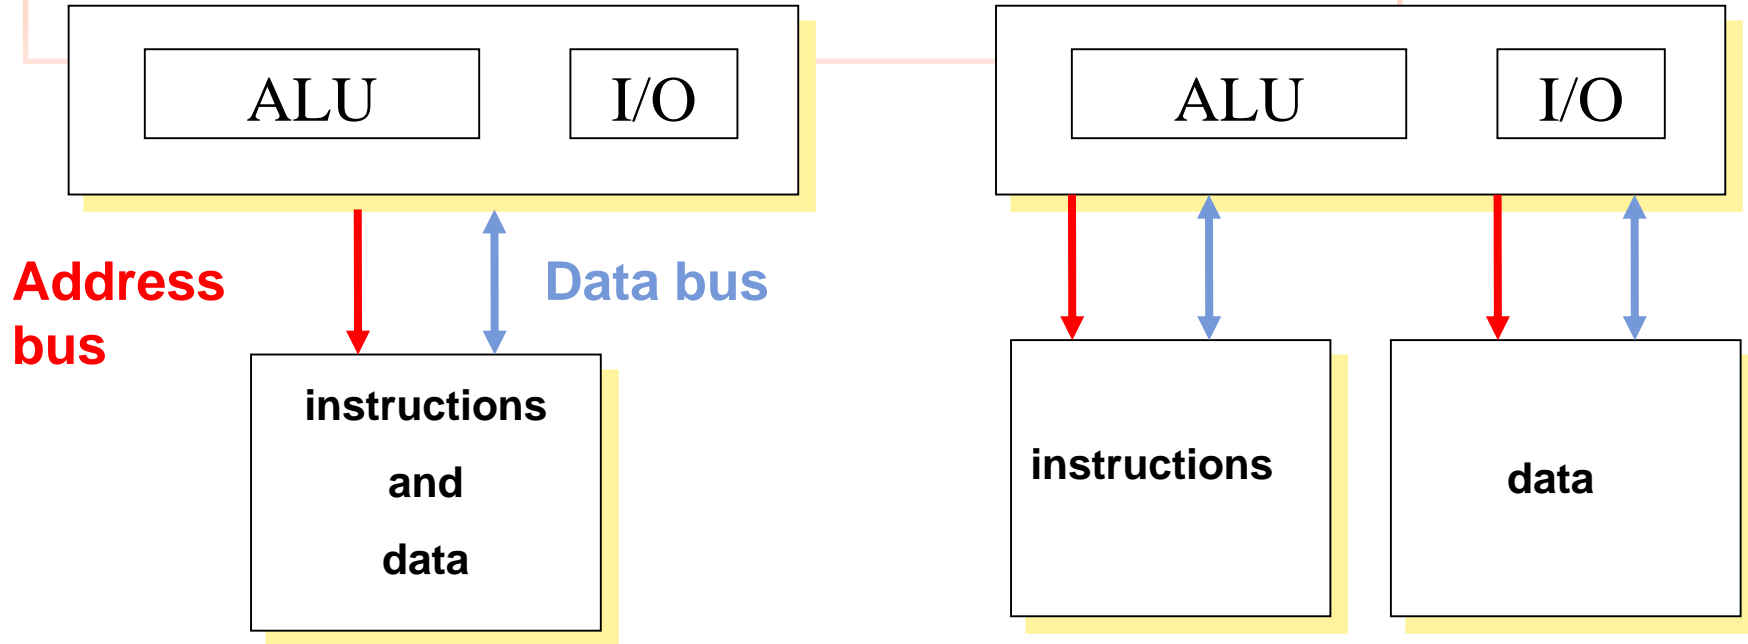 ALU I/O
ALU I/O
Address
bus
Data bus
instructions
and
data
instructions
data